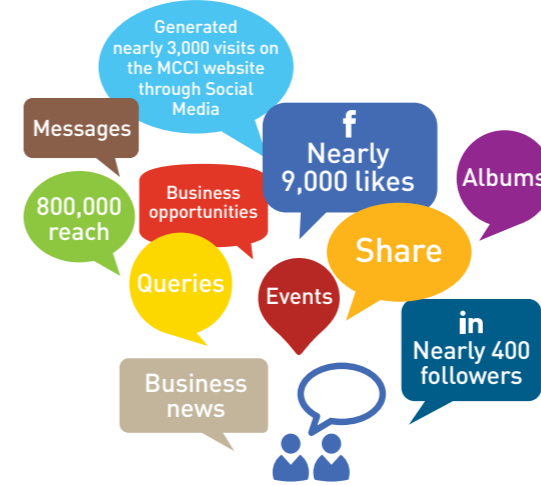 Generated
nearly 3,000 visits on
the MCCI website
through Social
Media
Messages
f
Nearly
9,000 likes
Albums
800,000
reach
Business
opportunities
Share
Queries
Events
in
Nearly 400
followers
Business
news